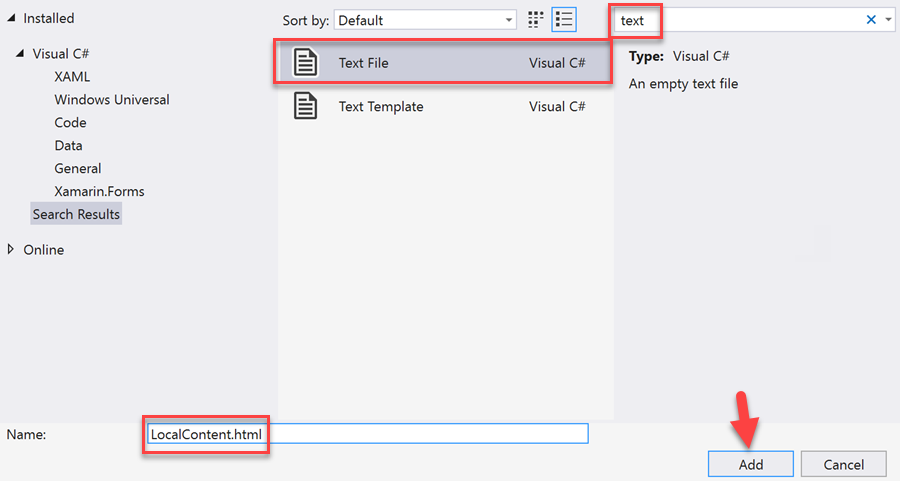 Installed
Visual C#
XAML
Windows Universal
Code
Data
General
Xamarin.Forms
Search Results
Online
Sort by: Default
text
Text File Visual C#
Text Template Visual C#
Type: Visual C#
An empty text file
Name: LocalContent.html
Add Cancel